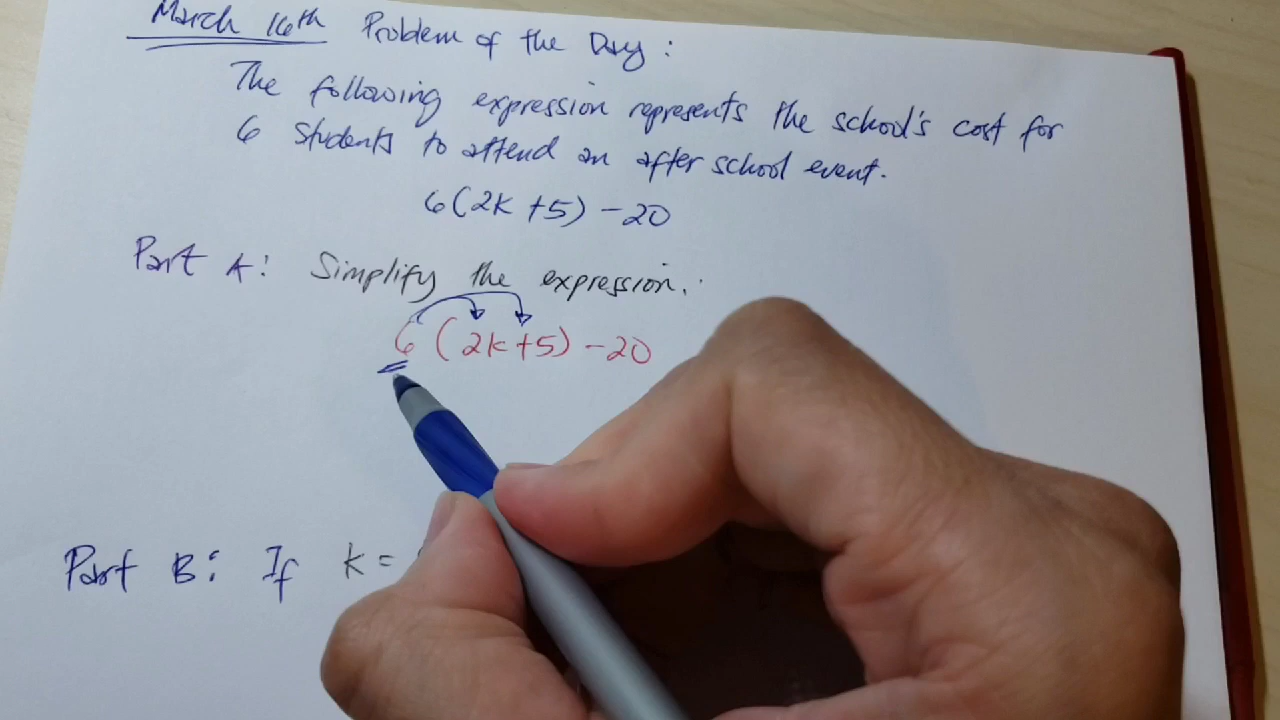 March 16th Problem of the Day :
The following expression represents the school's cost for
6 students to attend an after school event.
6(2k+5) -20
Part A: Simplify the expression.
6 (2k+5) -20
Part B: If k =